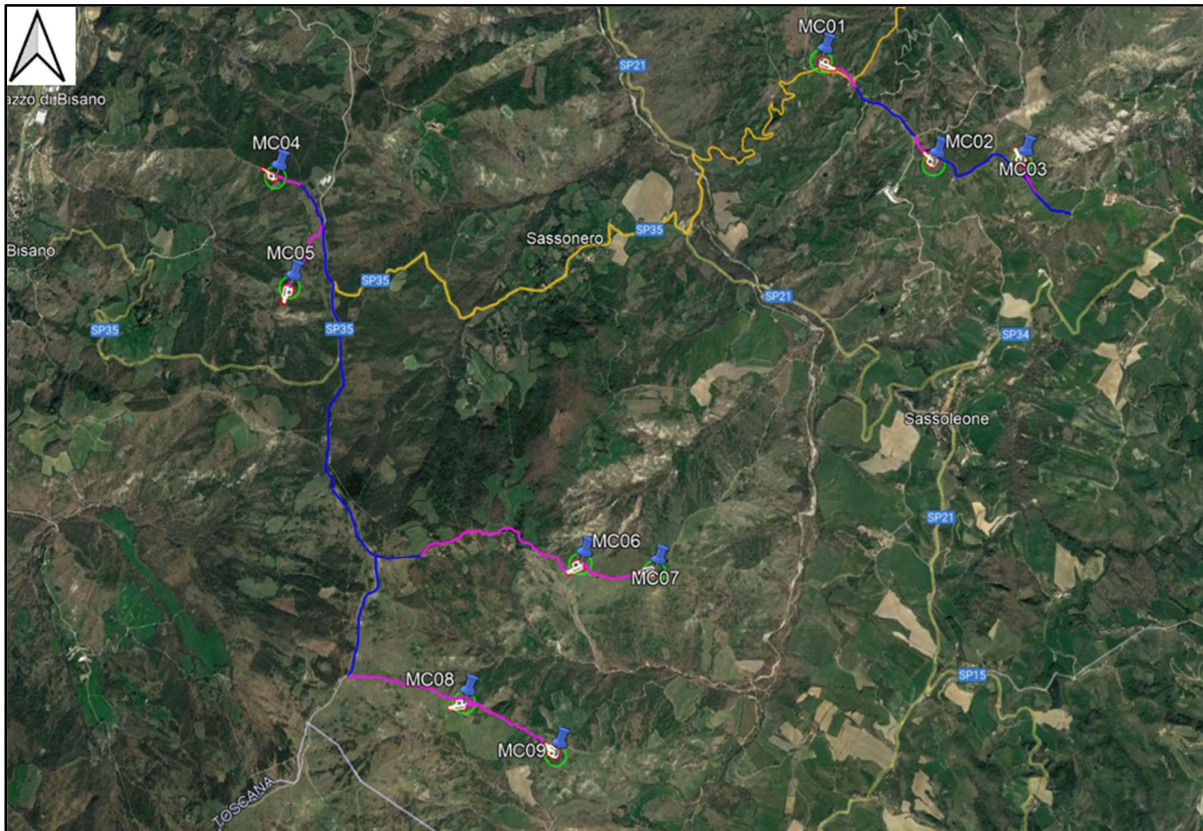 MC01
SP21
azzo di Bisano
MC04
MC02
MC03
Bisano
MC05
Sassonero
SP35
SP35
SP21
SP35
SP35
SP34
Sassoleone
SP21
MC06
MC07
MC08
SP15
MC09
TOSCANA